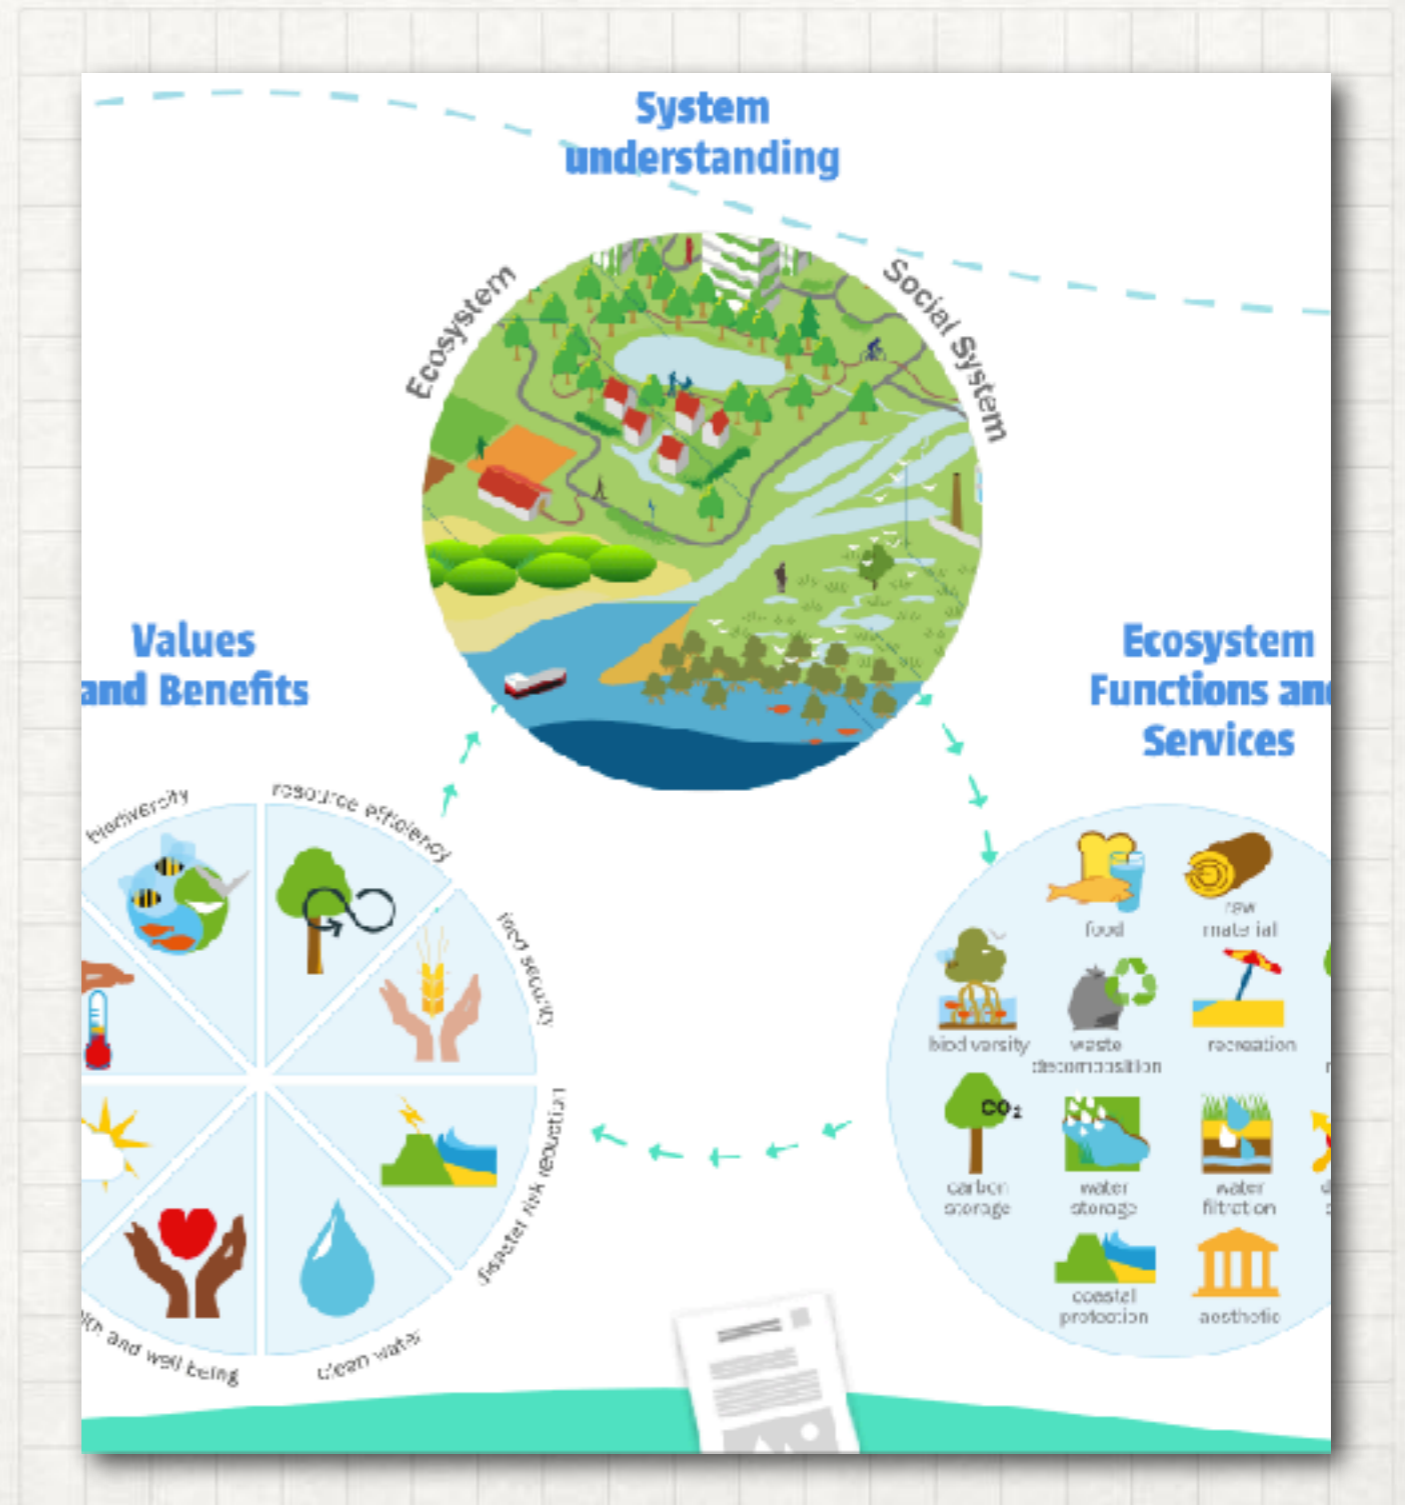 System
understanding
Ecosystem
Social System
Values
and Benefits
Ecosystem
Functions and
Services
biodiversity
resource efficiency
food security
disaster risk reduction
clean water
and well being
food
raw
material
biodiversity
waste
decomposition
recreation
carbon
storage
CO₂
water
storage
water
filtration
coastal
protection
aesthetic